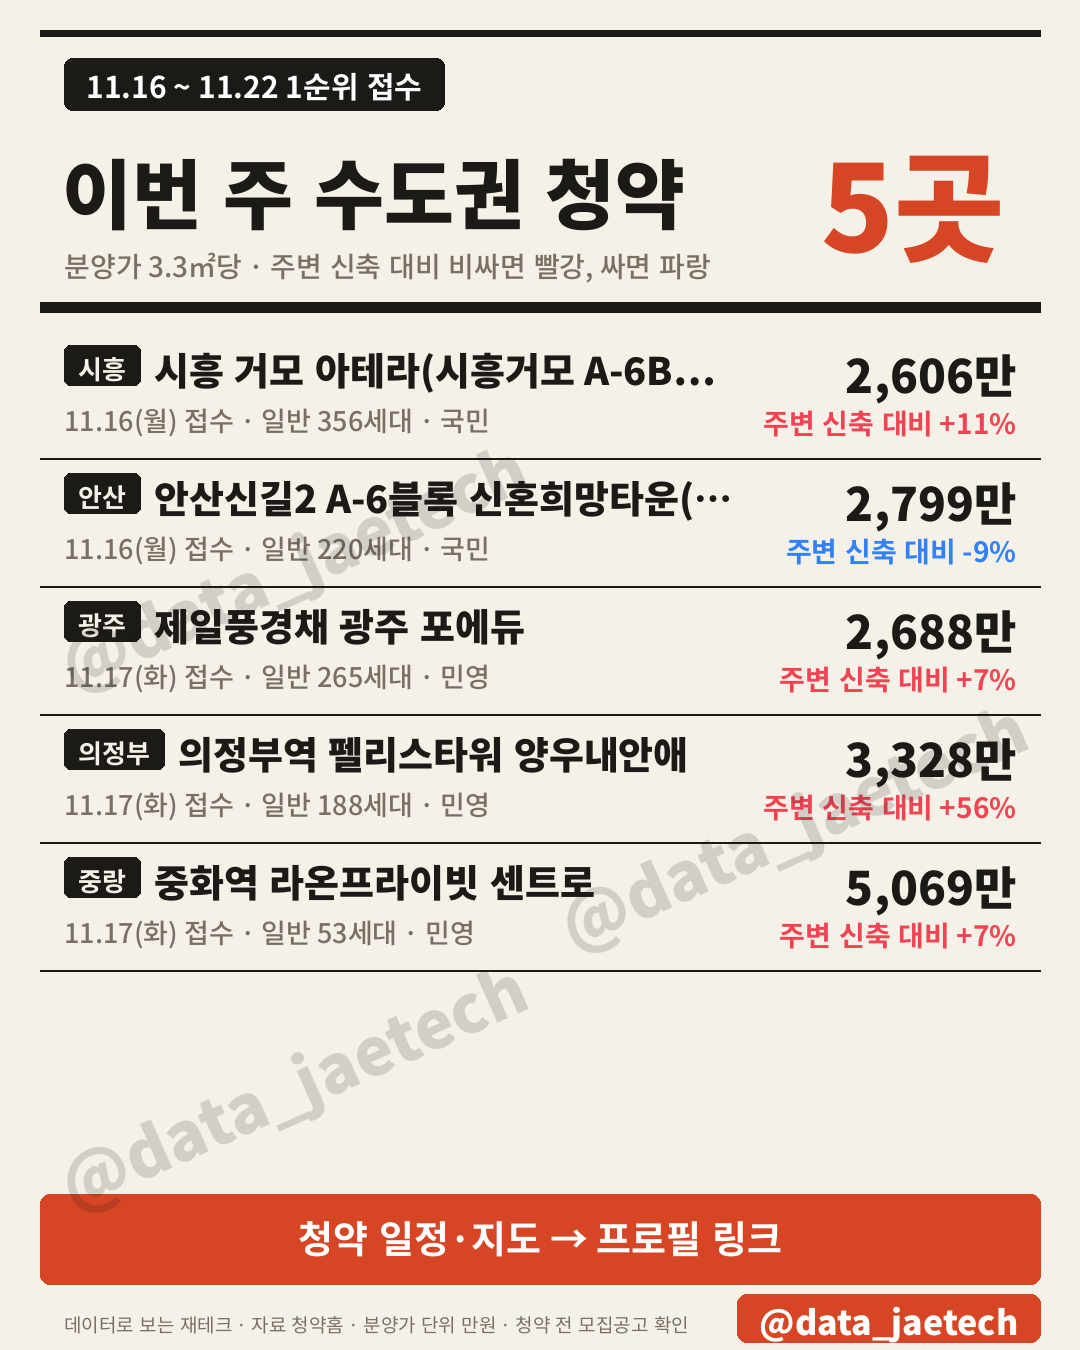 11.16 ~ 11.22 1순위 접수
이번 주 수도권 청약
5곳
분양가 3.3㎡당 · 주변 신축 대비 비싸면 빨강, 싸면 파랑
시흥 시흥 거모 아테라(시흥거모 A-6B...
2,606만
11.16(월) 접수 · 일반 356세대 · 국민
주변 신축 대비 +11%
안산 안산신길2 A-6블록 신혼희망타운(...
2,799만
11.16(월) 접수 · 일반 220세대 · 국민
주변 신축 대비 -9%
광주 제일풍경채 광주 포에듀
2,688만
11.17(화) 접수 · 일반 265세대 · 민영
주변 신축 대비 +7%
의정부 의정부역 펠리스타워 양우내안애
3,328만
11.17(화) 접수 · 일반 188세대 · 민영
주변 신축 대비 +56%
중랑 중화역 라온프라이빗 센트로
5,069만
11.17(화) 접수 · 일반 53세대 · 민영
주변 신축 대비 +7%
@data_jaetech
@data_jaetech
@data_jaetech
청약 일정·지도 → 프로필 링크
데이터로 보는 재테크 · 자료 청약홈 · 분양가 단위 만원 · 청약 전 모집공고 확인
@data_jaetech